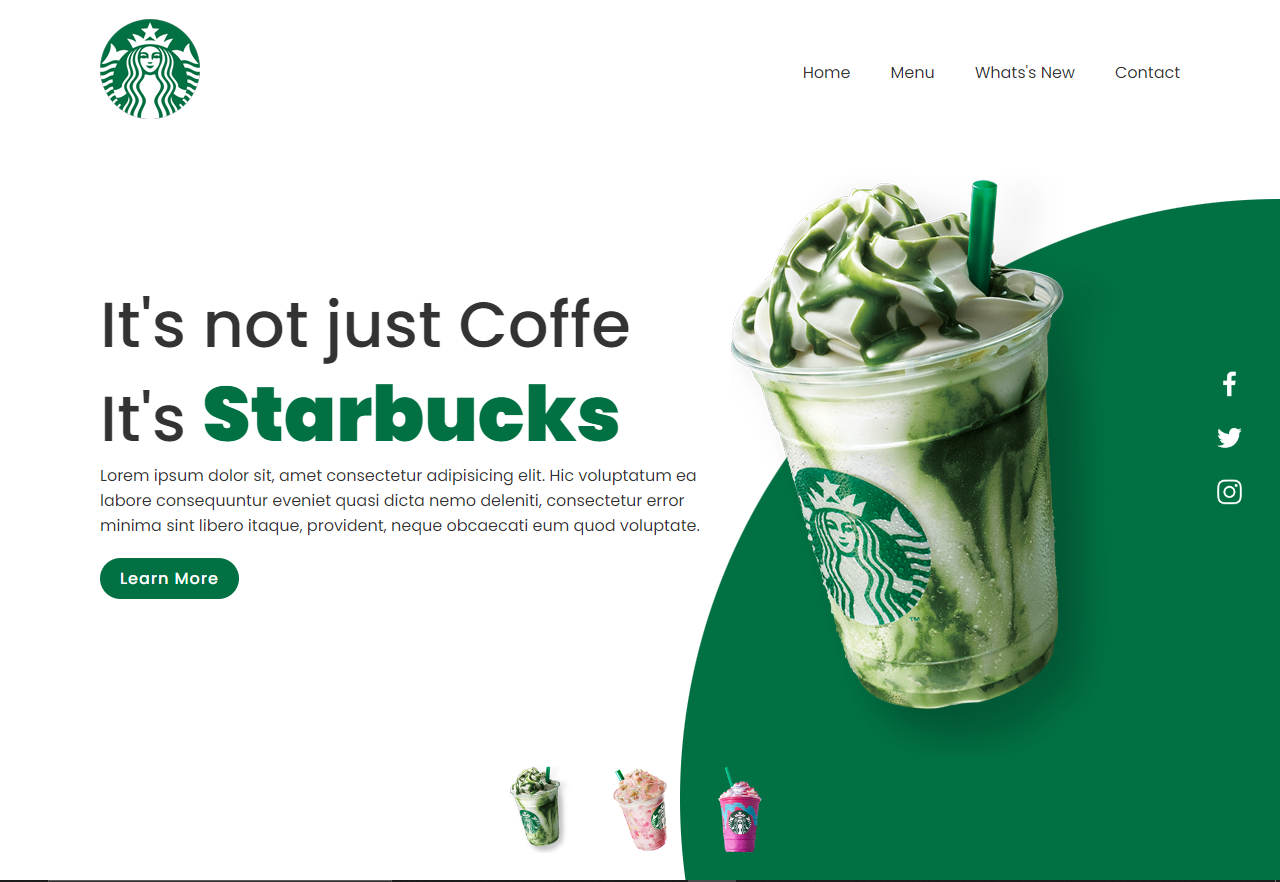 Home Menu Whats's New Contact
It's not just Coffe
It's Starbucks
Lorem ipsum dolor sit, amet consectetur adipisicing elit. Hic voluptatum ea
labore consequuntur eveniet quasi dicta nemo deleniti, consectetur error
minima sint libero itaque, provident, neque obcaecati eum quod voluptate.
Learn More
TM